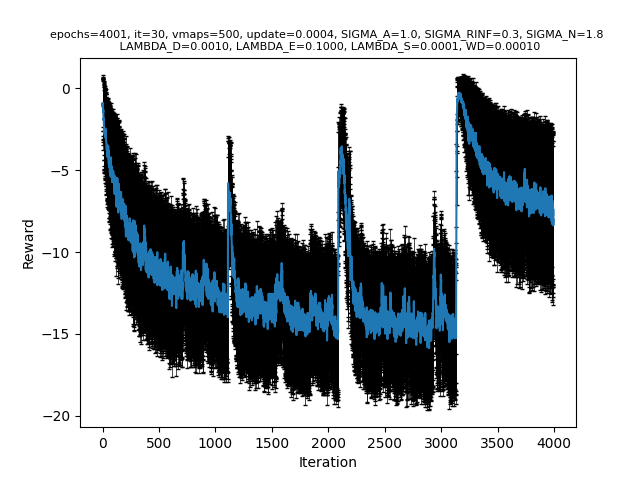 epochs=4001, it=30, vmaps=500, update=0.0004, SIGMA_A=1.0, SIGMA_RINF=0.3, SIGMA_N=1.8
LAMBDA_D=0.0010, LAMBDA_E=0.1000, LAMBDA_S=0.0001, WD=0.00010
0
−5
−10
−15
−20
Reward
0 500 1000 1500 2000 2500 3000 3500 4000
Iteration